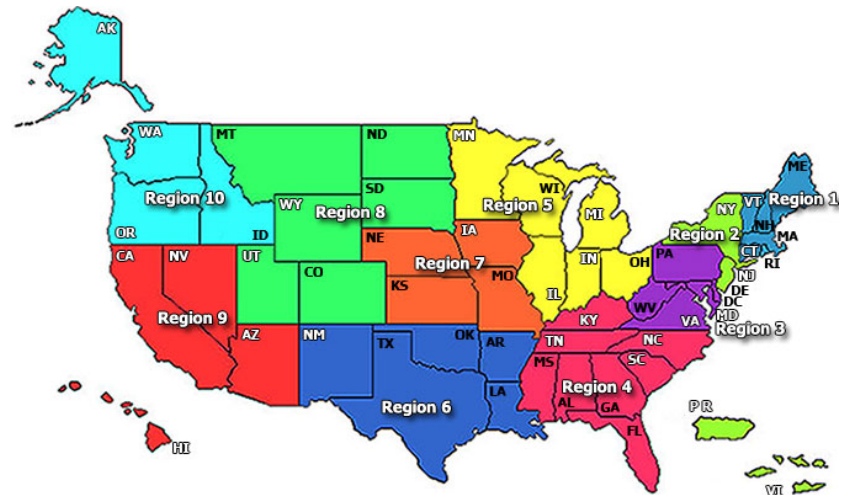 AK
WA
MT
ND
MN
ME
VT
Region 1
NH
NY
WI
SD
WY
Region 10
Region 8
Region 5
MI
Region 2
MA
OR
ID
NE
IA
CT
RI
CA
NV
UT
CO
Region 7
MO
IL
IN
OH
PA
NJ
DE
DC
MD
KS
WV
VA
Region 3
Region 9
KY
AZ
NM
TX
OK
AR
TN
NC
MS
SC
Region 4
LA
AL
GA
Region 6
FL
PR
HI
VI